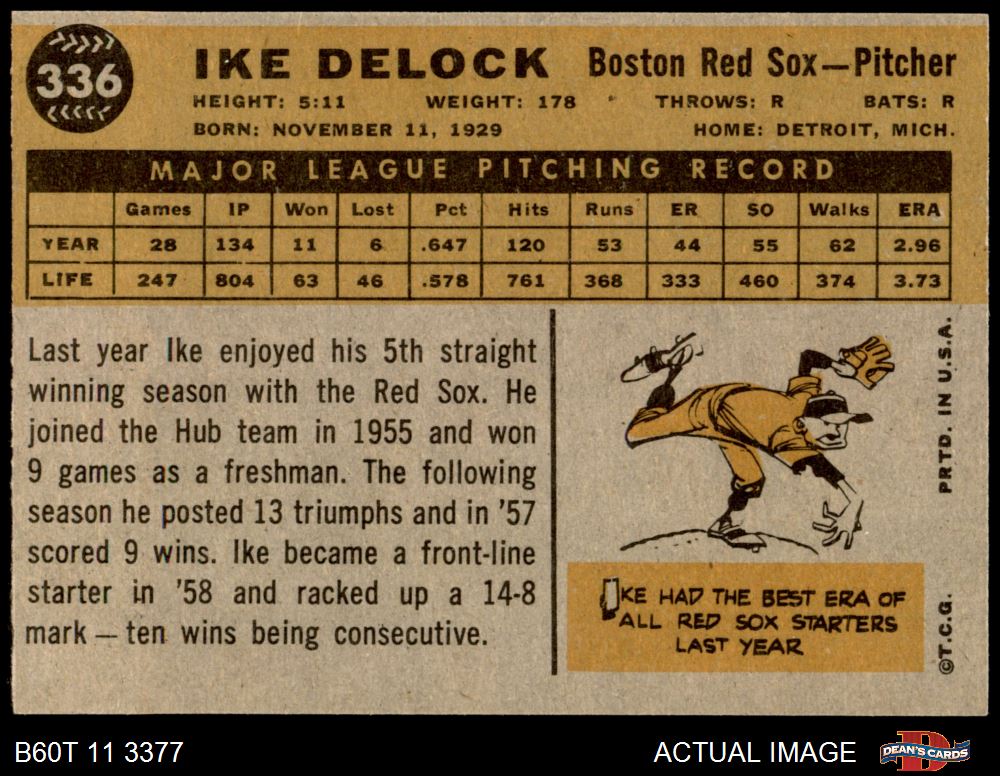 336
IKE DELOCK Boston Red Sox—Pitcher
HEIGHT: 5:11 WEIGHT: 178 THROWS: R BATS: R
BORN: NOVEMBER 11, 1929 HOME: DETROIT, MICH.
MAJOR LEAGUE PITCHING RECORD
Games IP Won Lost Pct Hits Runs ER SO Walks ERA
YEAR 28 134 11 6 .647 120 53 44 55 62 2.96
LIFE 247 804 63 46 .578 761 368 333 460 374 3.73
Last year Ike enjoyed his 5th straight
winning season with the Red Sox. He
joined the Hub team in 1955 and won
9 games as a freshman. The following
season he posted 13 triumphs and in '57
scored 9 wins. Ike became a front-line
starter in '58 and racked up a 14-8
mark — ten wins being consecutive.
IKE HAD THE BEST ERA OF
ALL RED SOX STARTERS
LAST YEAR
©T.C.G. PRTD. IN U.S.A.
B60T 11 3377 ACTUAL IMAGE DEAN'S CARDS